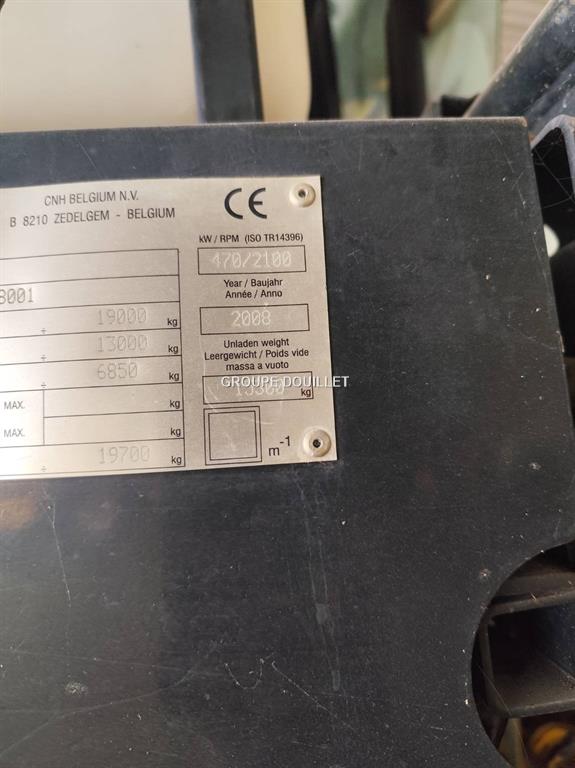 CNH BELGIUM N.V.
B 8210 ZEDELGEM - BELGIUM
CE
kW / RPM (ISO TR14396)
470/2100
8001
Year / Baujahr
Année / Anno
÷ 19000 kg
2008
÷ 13000 kg
Unladen weight
Leergewicht / Poids vide
massa a vuoto
÷ 6850 kg
GROUPE DOUILLET
kg
MAX. kg
MAX. kg
m-1
÷ 19700 kg